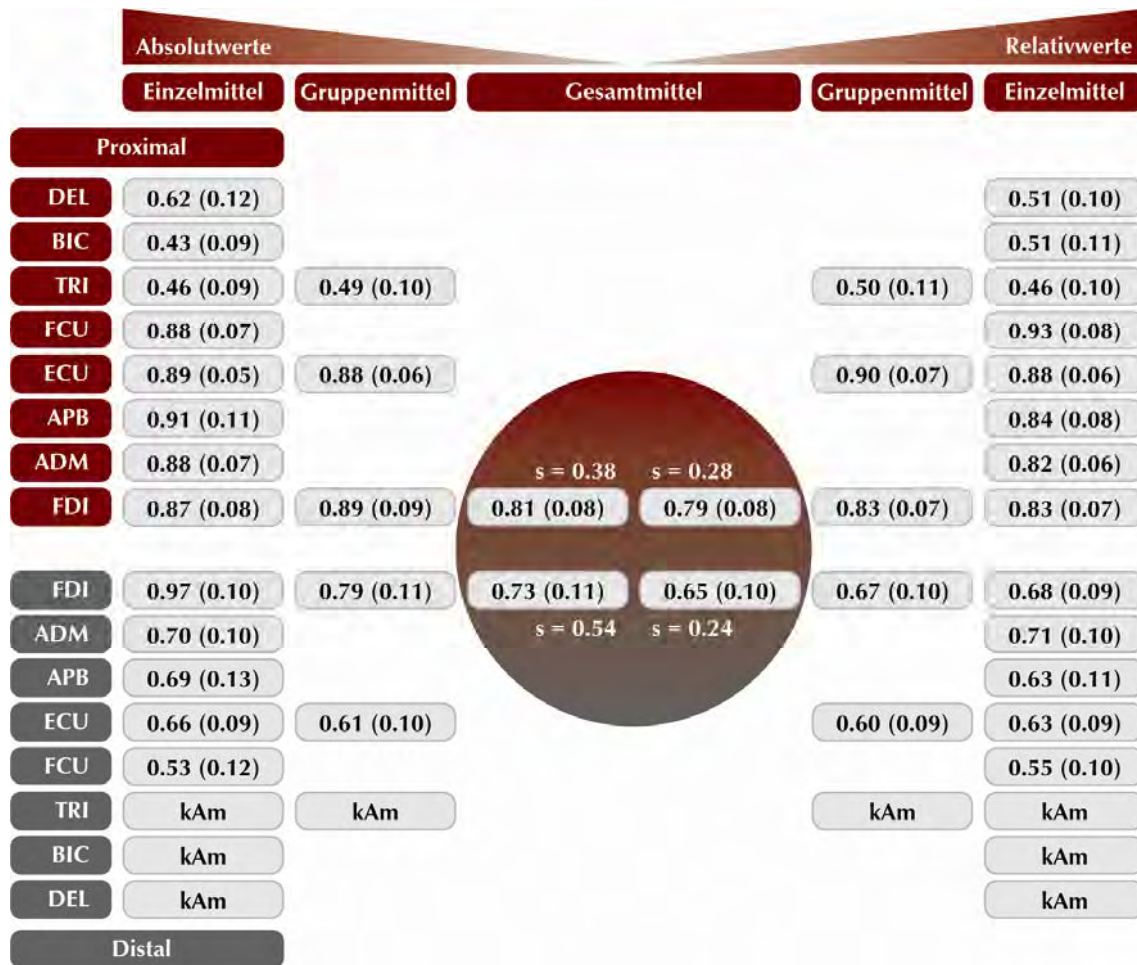 Absolutwerte Relativwerte
Einzelmittel Gruppenmittel Gesamtmittel Gruppenmittel Einzelmittel
Proximal
DEL 0.62 (0.12) 0.51 (0.10)
BIC 0.43 (0.09) 0.51 (0.11)
TRI 0.46 (0.09) 0.49 (0.10) 0.50 (0.11) 0.46 (0.10)
FCU 0.88 (0.07) 0.93 (0.08)
ECU 0.89 (0.05) 0.88 (0.06) 0.90 (0.07) 0.88 (0.06)
APB 0.91 (0.11) 0.84 (0.08)
ADM 0.88 (0.07) s = 0.38 s = 0.28 0.82 (0.06)
FDI 0.87 (0.08) 0.89 (0.09) 0.81 (0.08) 0.79 (0.08) 0.83 (0.07) 0.83 (0.07)
FDI 0.97 (0.10) 0.79 (0.11) 0.73 (0.11) 0.65 (0.10) 0.67 (0.10) 0.68 (0.09)
ADM 0.70 (0.10) s = 0.54 s = 0.24 0.71 (0.10)
APB 0.69 (0.13) 0.63 (0.11)
ECU 0.66 (0.09) 0.61 (0.10) 0.60 (0.09) 0.63 (0.09)
FCU 0.53 (0.12) 0.55 (0.10)
TRI kAm kAm kAm kAm
BIC kAm kAm
DEL kAm kAm
Distal